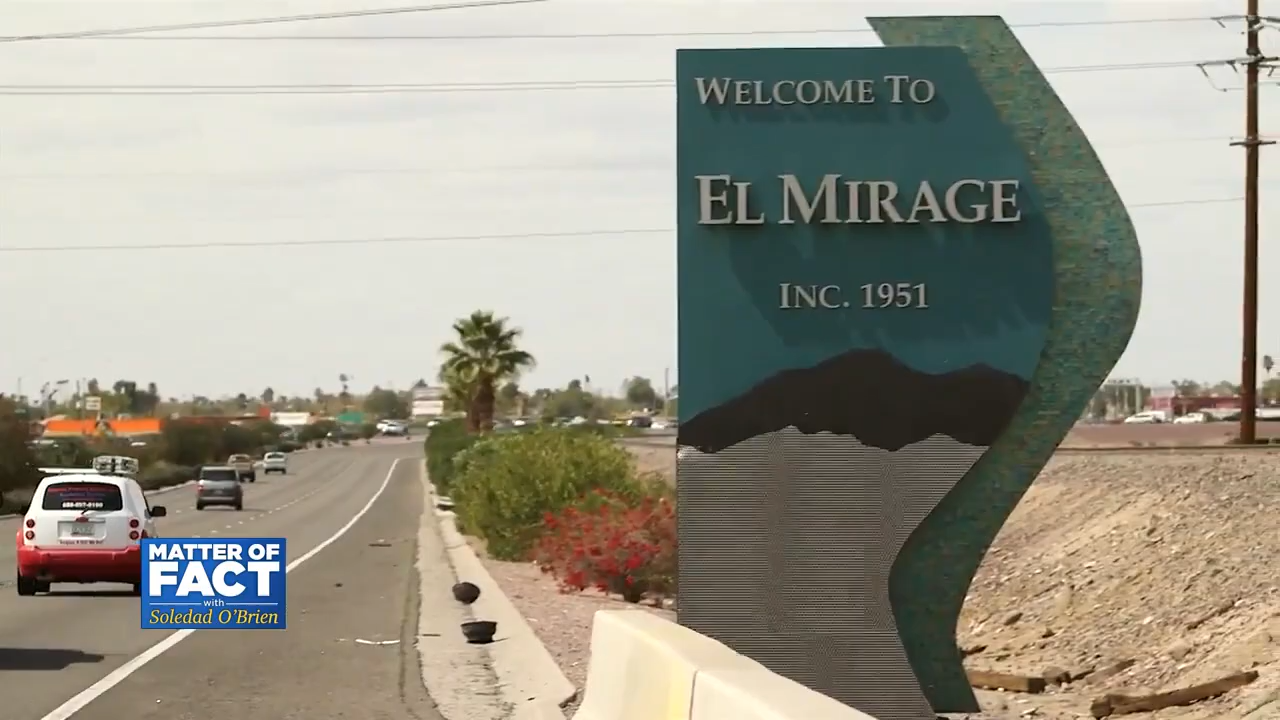 WELCOME TO
EL MIRAGE
INC. 1951
MATTER OF
FACT
with
Soledad O'Brien